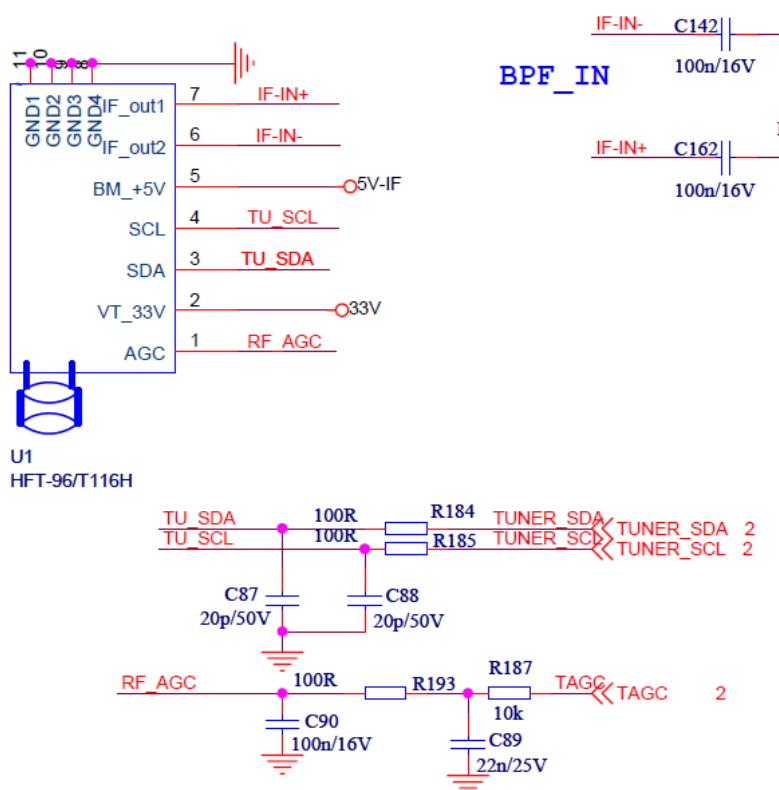 IF-IN- C142
100n/16V
BPF_IN
IF-IN+ C162
100n/16V
11 10 9 8
GND1 GND2 GND3 GND4
IF_out1 7 IF-IN+
IF_out2 6 IF-IN-
BM_+5V 5 5V-IF
SCL 4 TU_SCL
SDA 3 TU_SDA
VT_33V 2 33V
AGC 1 RF_AGC
U1
HFT-96/T116H
TU_SDA 100R R184 TUNER_SDA TUNER_SDA 2
TU_SCL 100R R185 TUNER_SCL TUNER_SCL 2
C87 C88
20p/50V 20p/50V
RF_AGC 100R R193 R187 TAGC TAGC 2
10k
C90 C89
100n/16V 22n/25V